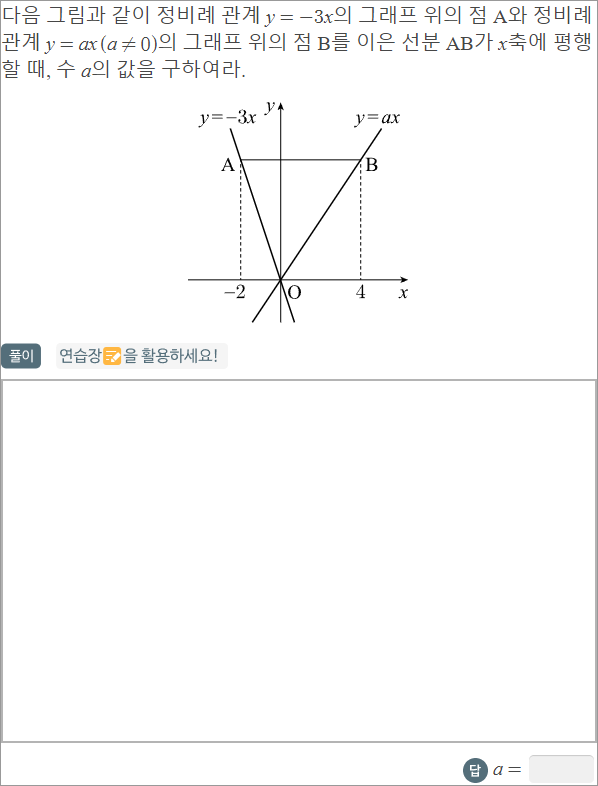 다음 그림과 같이 정비례 관계 y = −3x의 그래프 위의 점 A와 정비례
관계 y = ax(a ≠ 0)의 그래프 위의 점 B를 이은 선분 AB가 x축에 평행
할 때, 수 a의 값을 구하여라.
y=−3x y y=ax
A B
−2 O 4 x
풀이 연습장을 활용하세요!
답 a =